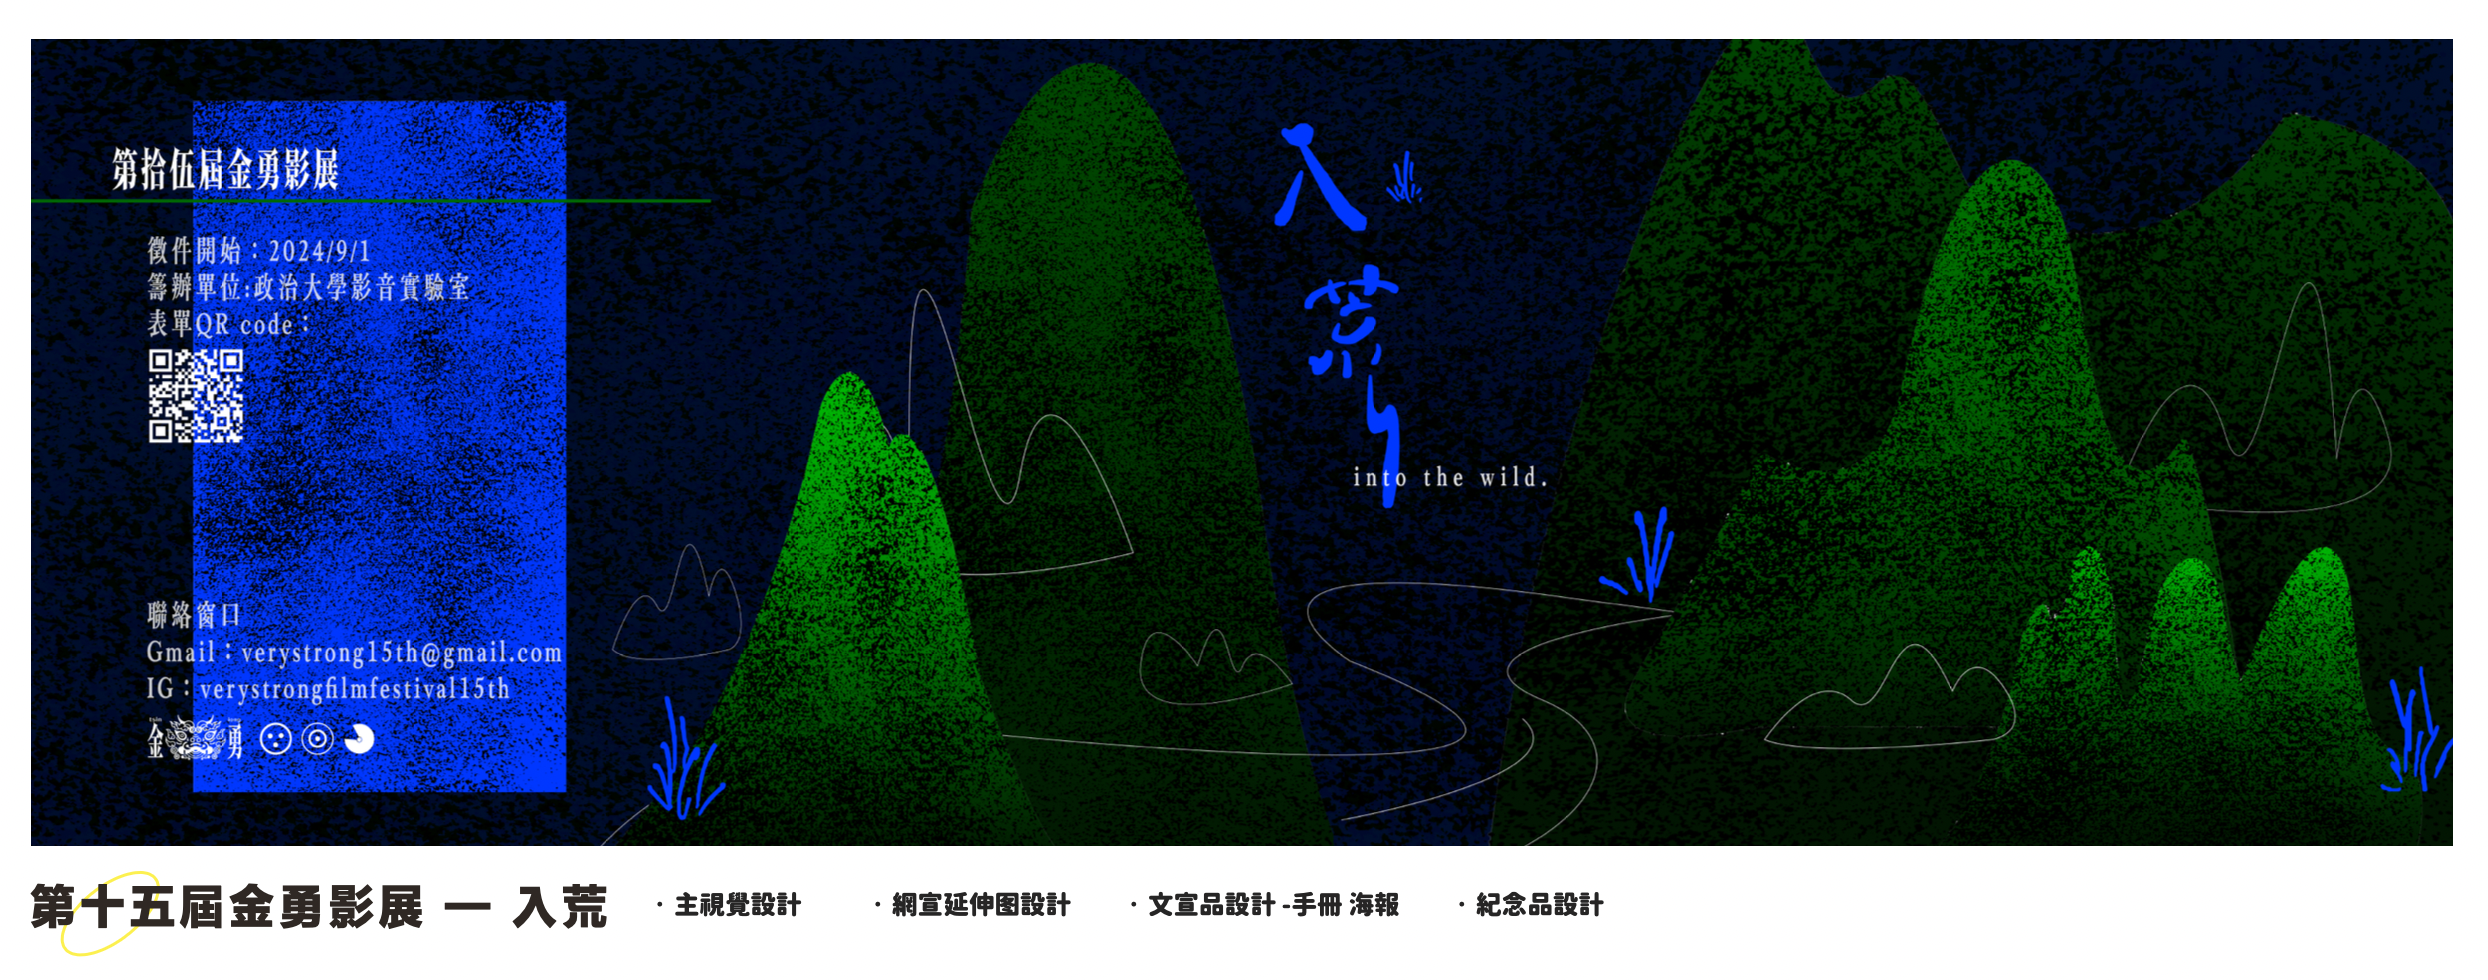 第拾伍屆金勇影展
徵件開始：2024/9/1
籌辦單位:政治大學影音實驗室
表單QR code：
聯絡窗口
Gmail：verystrong15th@gmail.com
IG：verystrongfilmfestival15th
金 勇
入
荒
into the wild.
第十五屆金勇影展 — 入荒
·主視覺設計
·網宣延伸图設計
·文宣品設計 -手冊 海報
·紀念品設計